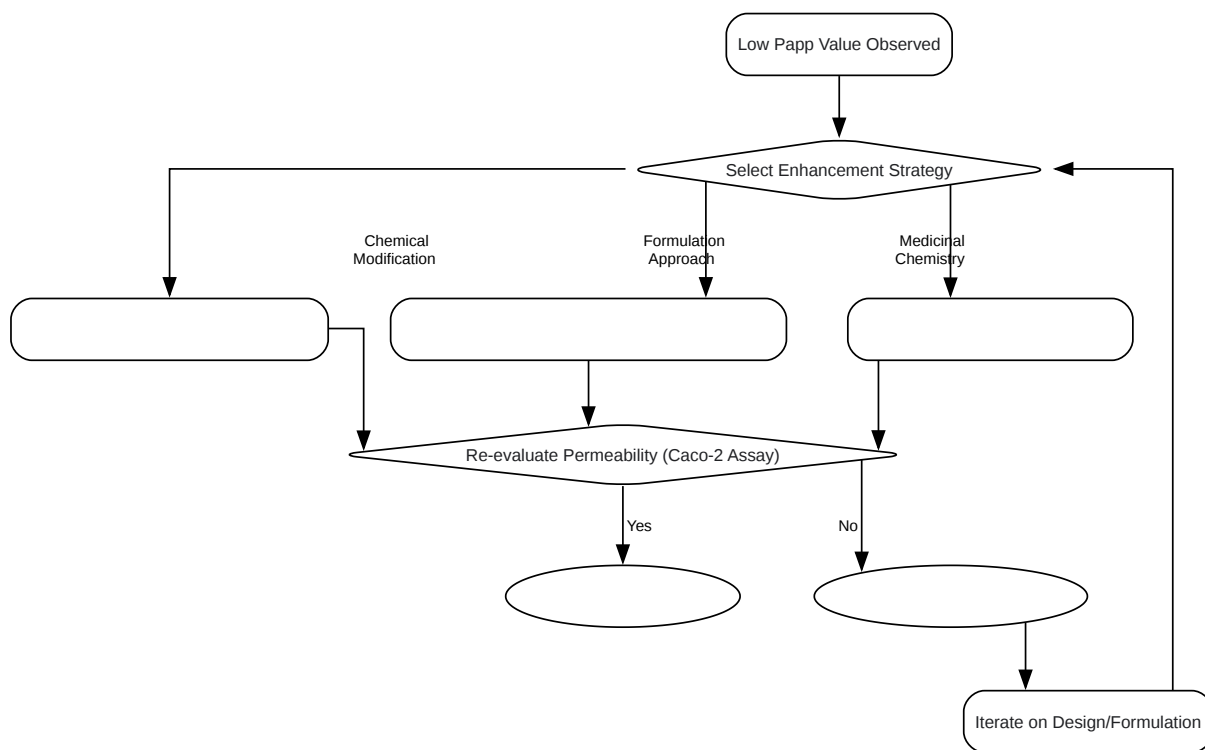 Low Papp Value Observed
Select Enhancement Strategy
Chemical
Modification
Formulation
Approach
Medicinal
Chemistry
Re-evaluate Permeability (Caco-2 Assay)
Yes
No
Iterate on Design/Formulation